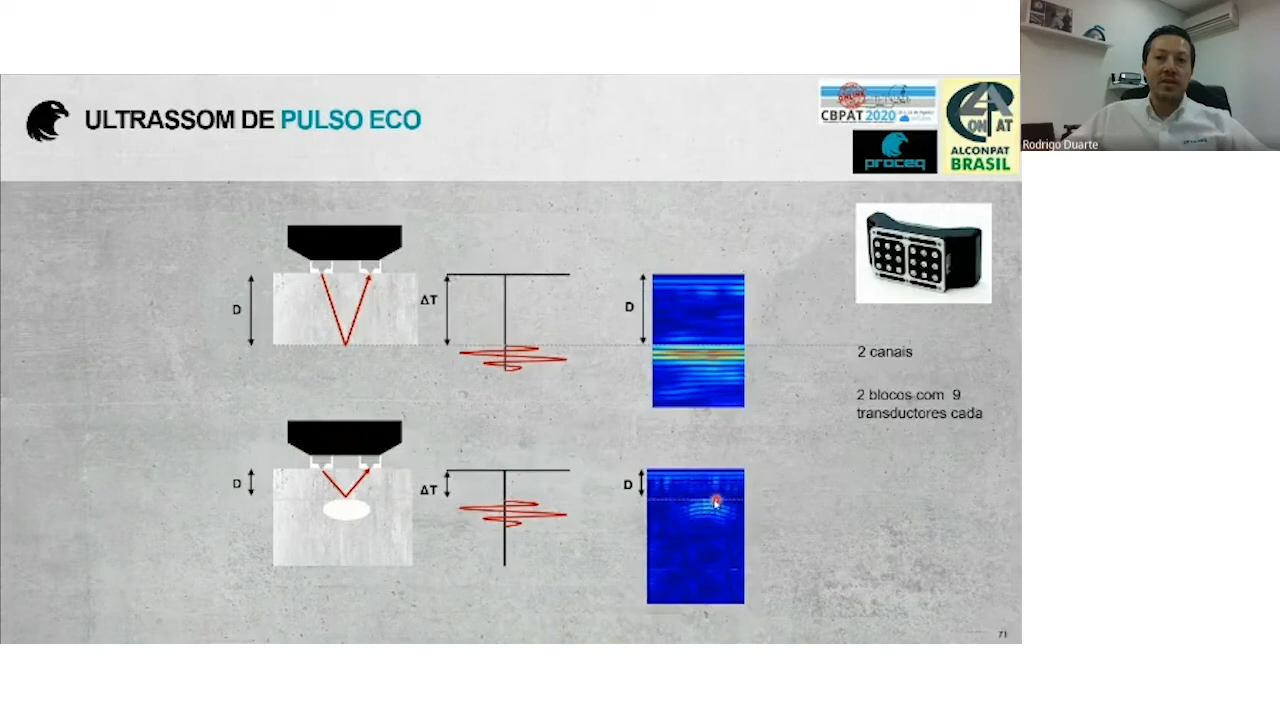 ULTRASSOM DE PULSO ECO
ONLINE
CBPAT 2020
proceq
ALCONPAT
BRASIL
Rodrigo Duarte
D
ΔT
D
2 canais
2 blocos com 9
transductores cada
D
ΔT
D
71